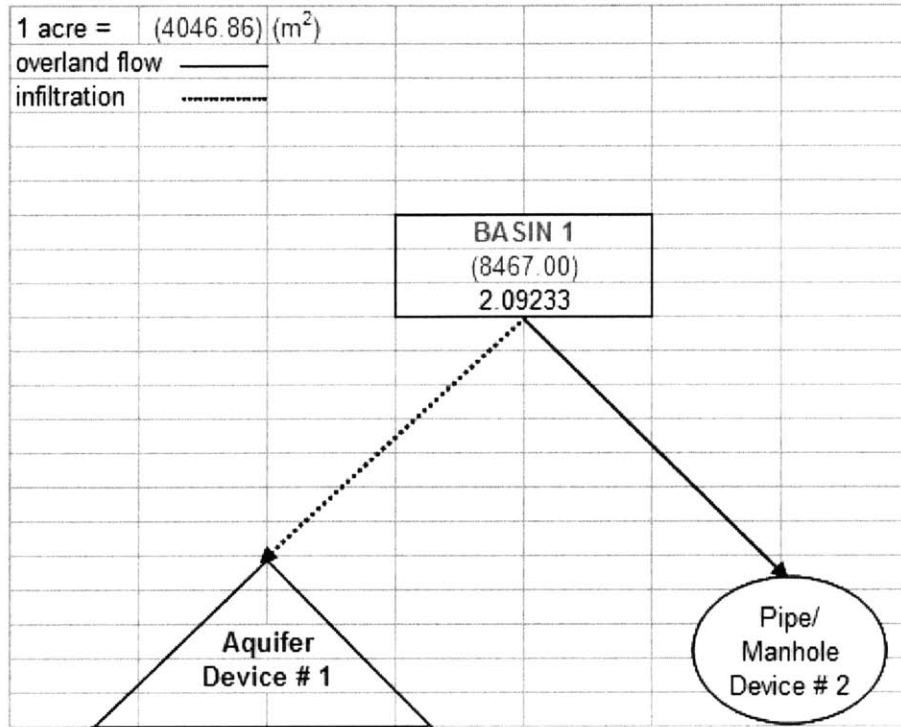 1 acre = (4046.86) (m²)
overland flow
infiltration
BASIN 1
(8467.00)
2.09233
Aquifer
Device # 1
Pipe/
Manhole
Device # 2